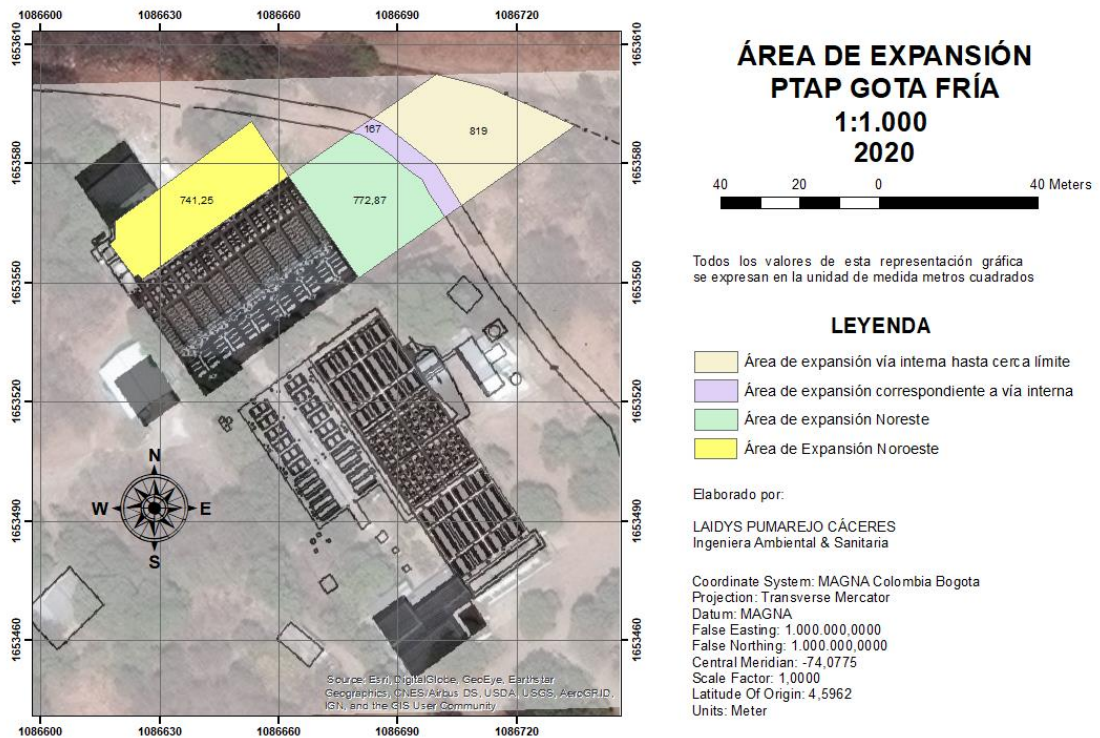 1086600 1086630 1086660 1086690 1086720
1653610 1653610
1653580 1653580
1653550 1653550
1653520 1653520
1653490 1653490
1653460 1653460
167
819
741,25
772,87
N
W E
S
Source: Esri, DigitalGlobe, GeoEye, Earthstar
Geographics, CNES/Airbus DS, USDA, USGS, AeroGRID,
IGN, and the GIS User Community
1086600 1086630 1086660 1086690 1086720
ÁREA DE EXPANSIÓN
PTAP GOTA FRÍA
1:1.000
2020
40 20 0 40 Meters
Todos los valores de esta representación gráfica
se expresan en la unidad de medida metros cuadrados
LEYENDA
Área de expansión vía interna hasta cerca límite
Área de expansión correspondiente a vía interna
Área de expansión Noreste
Área de Expansión Noroeste
Elaborado por:
LAIDYS PUMAREJO CÁCERES
Ingeniera Ambiental & Sanitaria
Coordinate System: MAGNA Colombia Bogota
Projection: Transverse Mercator
Datum: MAGNA
False Easting: 1.000.000,0000
False Northing: 1.000.000,0000
Central Meridian: -74,0775
Scale Factor: 1,0000
Latitude Of Origin: 4,5962
Units: Meter